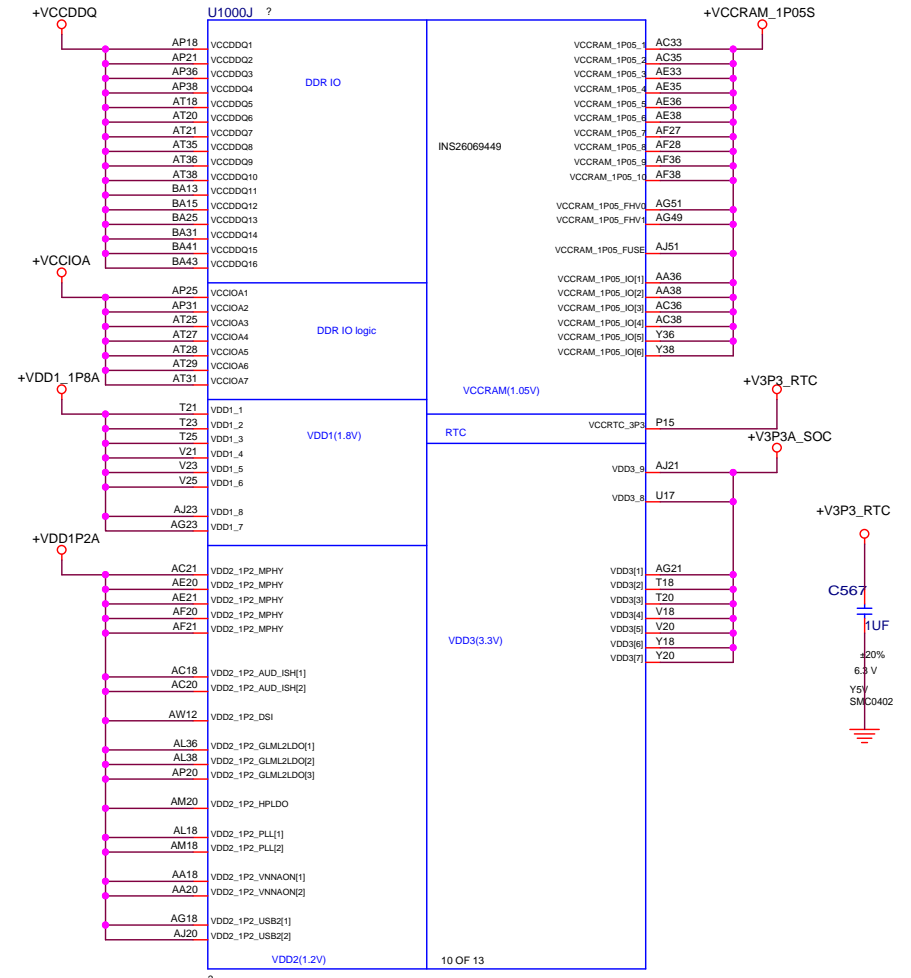 +VCCDDQ
U1000J ?
+VCCRAM_1P05S
AP18 VCCDDQ1
AP21 VCCDDQ2
AP36 VCCDDQ3
AP38 VCCDDQ4
AT18 VCCDDQ5
AT20 VCCDDQ6
AT21 VCCDDQ7
AT35 VCCDDQ8
AT36 VCCDDQ9
AT38 VCCDDQ10
BA13 VCCDDQ11
BA15 VCCDDQ12
BA25 VCCDDQ13
BA31 VCCDDQ14
BA41 VCCDDQ15
BA43 VCCDDQ16
DDR IO
INS26069449
VCCRAM_1P05_1 AC33
VCCRAM_1P05_2 AC35
VCCRAM_1P05_3 AE33
VCCRAM_1P05_4 AE35
VCCRAM_1P05_5 AE36
VCCRAM_1P05_6 AE38
VCCRAM_1P05_7 AF27
VCCRAM_1P05_8 AF28
VCCRAM_1P05_9 AF36
VCCRAM_1P05_10 AF38
VCCRAM_1P05_FHV0 AG51
VCCRAM_1P05_FHV1 AG49
VCCRAM_1P05_FUSE AJ51
VCCRAM_1P05_IO[1] AA36
VCCRAM_1P05_IO[2] AA38
VCCRAM_1P05_IO[3] AC36
VCCRAM_1P05_IO[4] AC38
VCCRAM_1P05_IO[5] Y36
VCCRAM_1P05_IO[6] Y38
VCCRAM(1.05V)
+VCCIOA
AP25 VCCIOA1
AP31 VCCIOA2
AT25 VCCIOA3
AT27 VCCIOA4
AT28 VCCIOA5
AT29 VCCIOA6
AT31 VCCIOA7
DDR IO logic
+VDD1_1P8A
T21 VDD1_1
T23 VDD1_2
T25 VDD1_3
V21 VDD1_4
V23 VDD1_5
V25 VDD1_6
AJ23 VDD1_8
AG23 VDD1_7
VDD1(1.8V)
+V3P3_RTC
VCCRTC_3P3 P15
RTC
+V3P3A_SOC
VDD3_9 AJ21
VDD3_8 U17
VDD3[1] AG21
VDD3[2] T18
VDD3[3] T20
VDD3[4] V18
VDD3[5] V20
VDD3[6] Y18
VDD3[7] Y20
VDD3(3.3V)
+VDD1P2A
AC21 VDD2_1P2_MPHY
AE20 VDD2_1P2_MPHY
AE21 VDD2_1P2_MPHY
AF20 VDD2_1P2_MPHY
AF21 VDD2_1P2_MPHY
AC18 VDD2_1P2_AUD_ISH[1]
AC20 VDD2_1P2_AUD_ISH[2]
AW12 VDD2_1P2_DSI
AL36 VDD2_1P2_GLML2LDO[1]
AL38 VDD2_1P2_GLML2LDO[2]
AP20 VDD2_1P2_GLML2LDO[3]
AM20 VDD2_1P2_HPLDO
AL18 VDD2_1P2_PLL[1]
AM18 VDD2_1P2_PLL[2]
AA18 VDD2_1P2_VNNAON[1]
AA20 VDD2_1P2_VNNAON[2]
AG18 VDD2_1P2_USB2[1]
AJ20 VDD2_1P2_USB2[2]
VDD2(1.2V)
10 OF 13
+V3P3_RTC
C567
1UF
±20%
6.3 V
Y5V
SMC0402